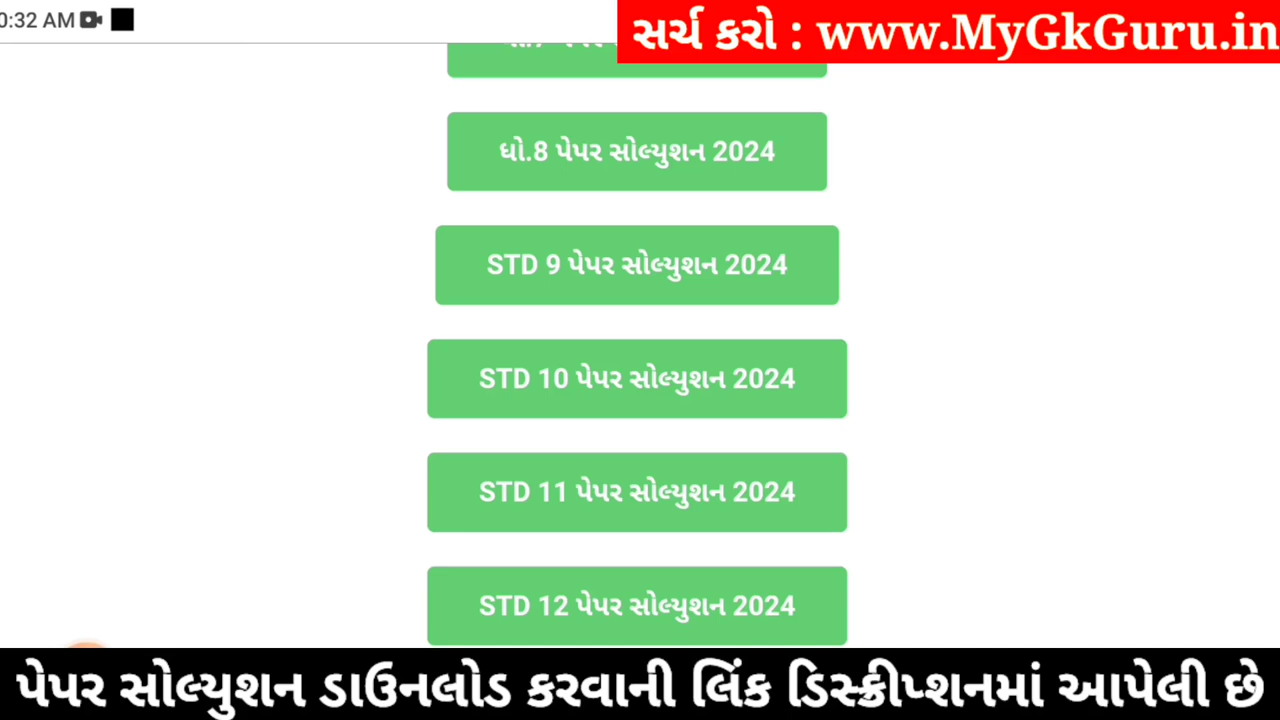 0:32 AM
સર્ચ કરો : www.MyGkGuru.in
ધો.8 પેપર સોલ્યુશન 2024
STD 9 પેપર સોલ્યુશન 2024
STD 10 પેપર સોલ્યુશન 2024
STD 11 પેપર સોલ્યુશન 2024
STD 12 પેપર સોલ્યુશન 2024
પેપર સોલ્યુશન ડાઉનલોડ કરવાની લિંક ડિસ્ક્રીપ્શનમાં આપેલી છે